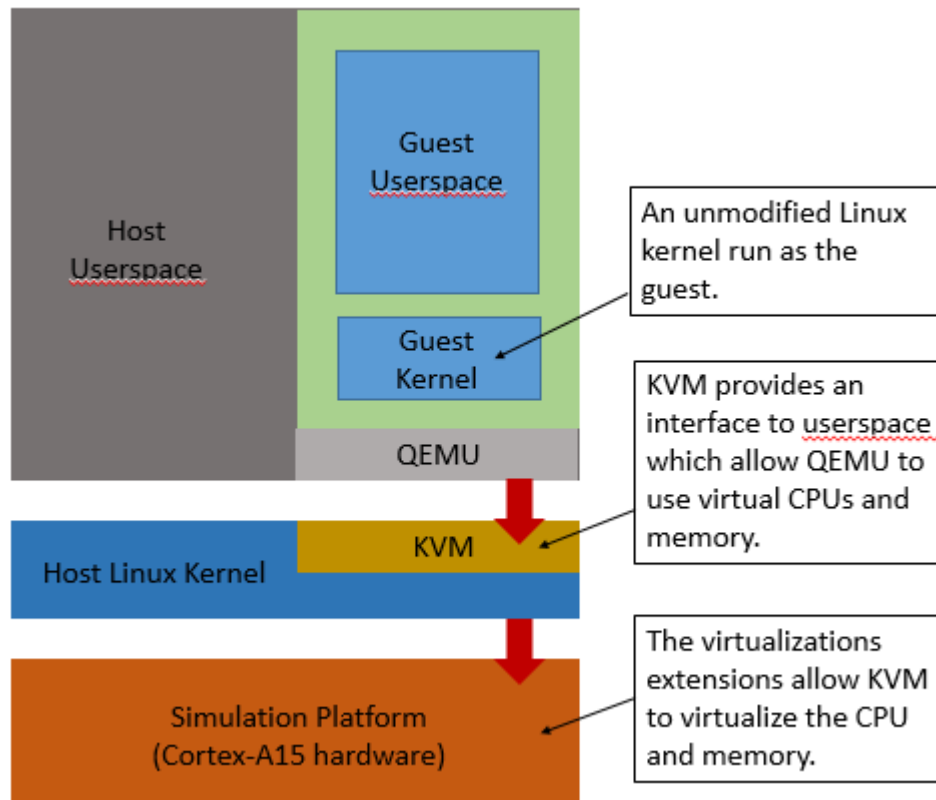 Host
Userspace
Guest
Userspace
Guest
Kernel
QEMU
An unmodified Linux
kernel run as the
guest.
Host Linux Kernel
KVM
KVM provides an
interface to userspace
which allow QEMU to
use virtual CPUs and
memory.
Simulation Platform
(Cortex-A15 hardware)
The virtualizations
extensions allow KVM
to virtualize the CPU
and memory.